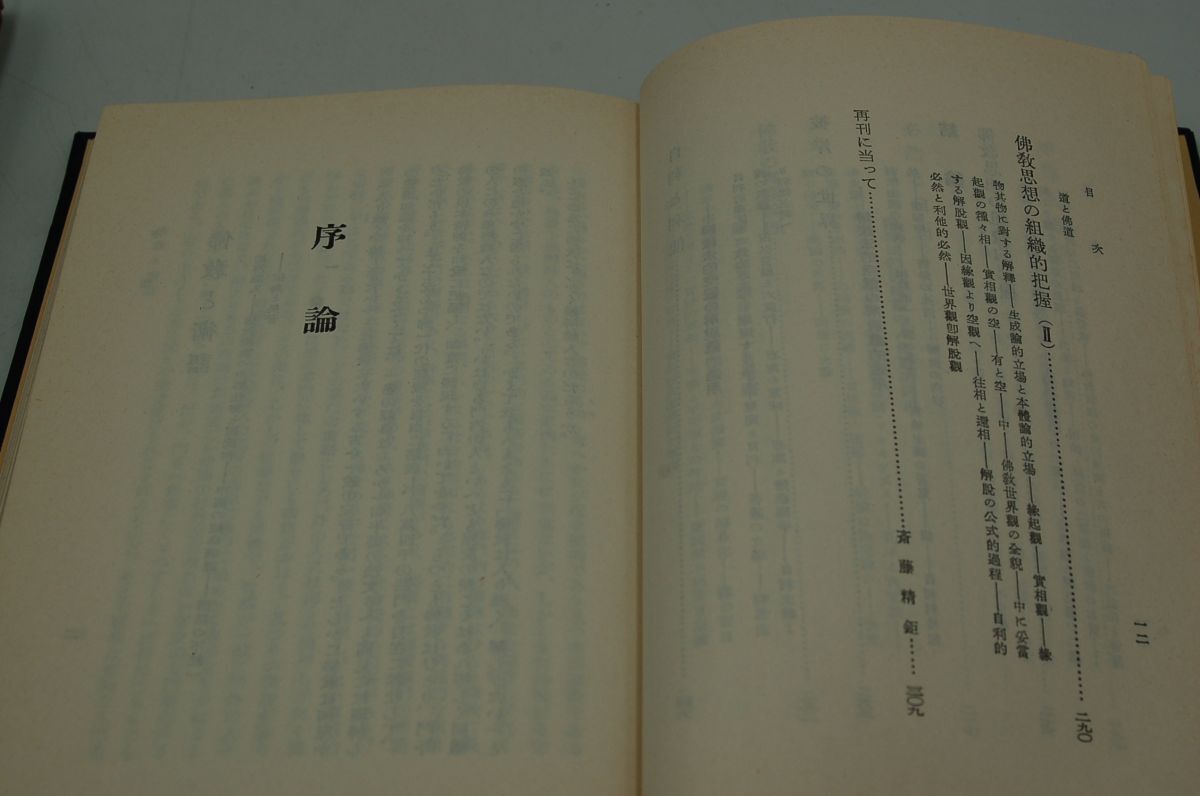 目次
一二
道と佛道
佛教思想の組織的把握(Ⅱ)……二九〇
物其物に對する解釋――生成論的立場と本體論的立場――緣起觀――實相觀――緣
起觀の種々相――實相觀の空――有と空――中――佛教世界觀の全貌――中に妥當
する解脫觀――因緣觀より空觀へ――往相と還相――解脫の公式的過程――自利的
必然と利他的必然――世界觀卽解脫觀
再刊に当って……斎藤精鉅……三〇九
序論